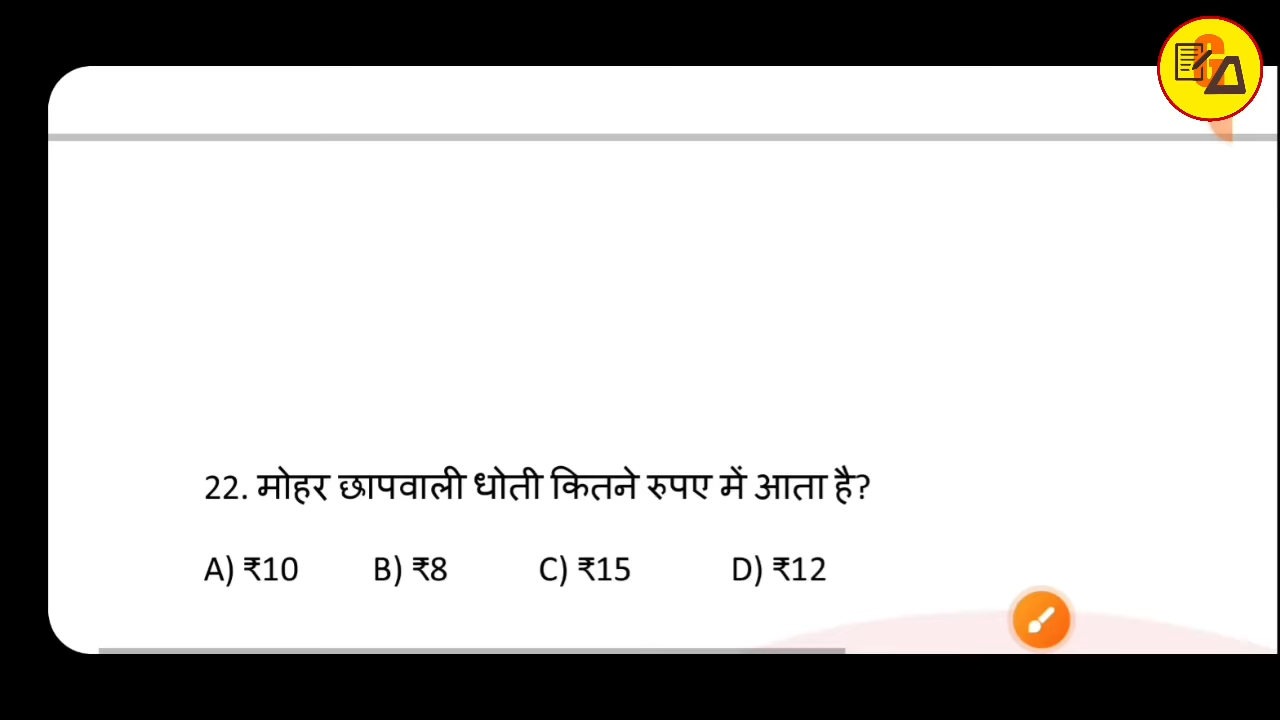 G
22. मोहर छापवाली धोती कितने रुपए में आता है?
A) ₹10 B) ₹8 C) ₹15 D) ₹12